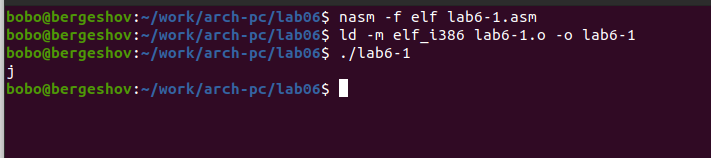 bobo@bergeshov:~/work/arch-pc/lab06$ nasm -f elf lab6-1.asm
bobo@bergeshov:~/work/arch-pc/lab06$ ld -m elf_i386 lab6-1.o -o lab6-1
bobo@bergeshov:~/work/arch-pc/lab06$ ./lab6-1
j
bobo@bergeshov:~/work/arch-pc/lab06$